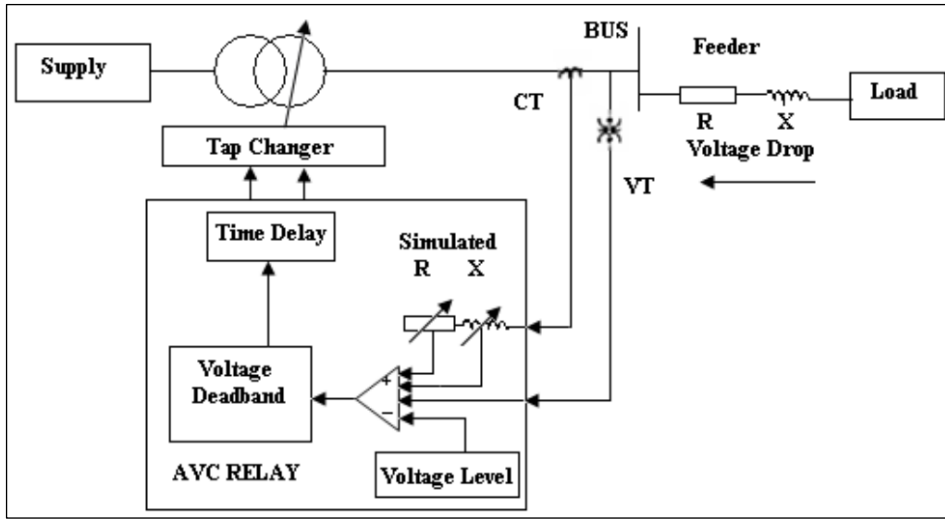 Supply
BUS
Feeder
Load
CT
R X
Voltage Drop
Tap Changer
VT
Time Delay
Simulated
R X
Voltage
Deadband
+
−
AVC RELAY
Voltage Level